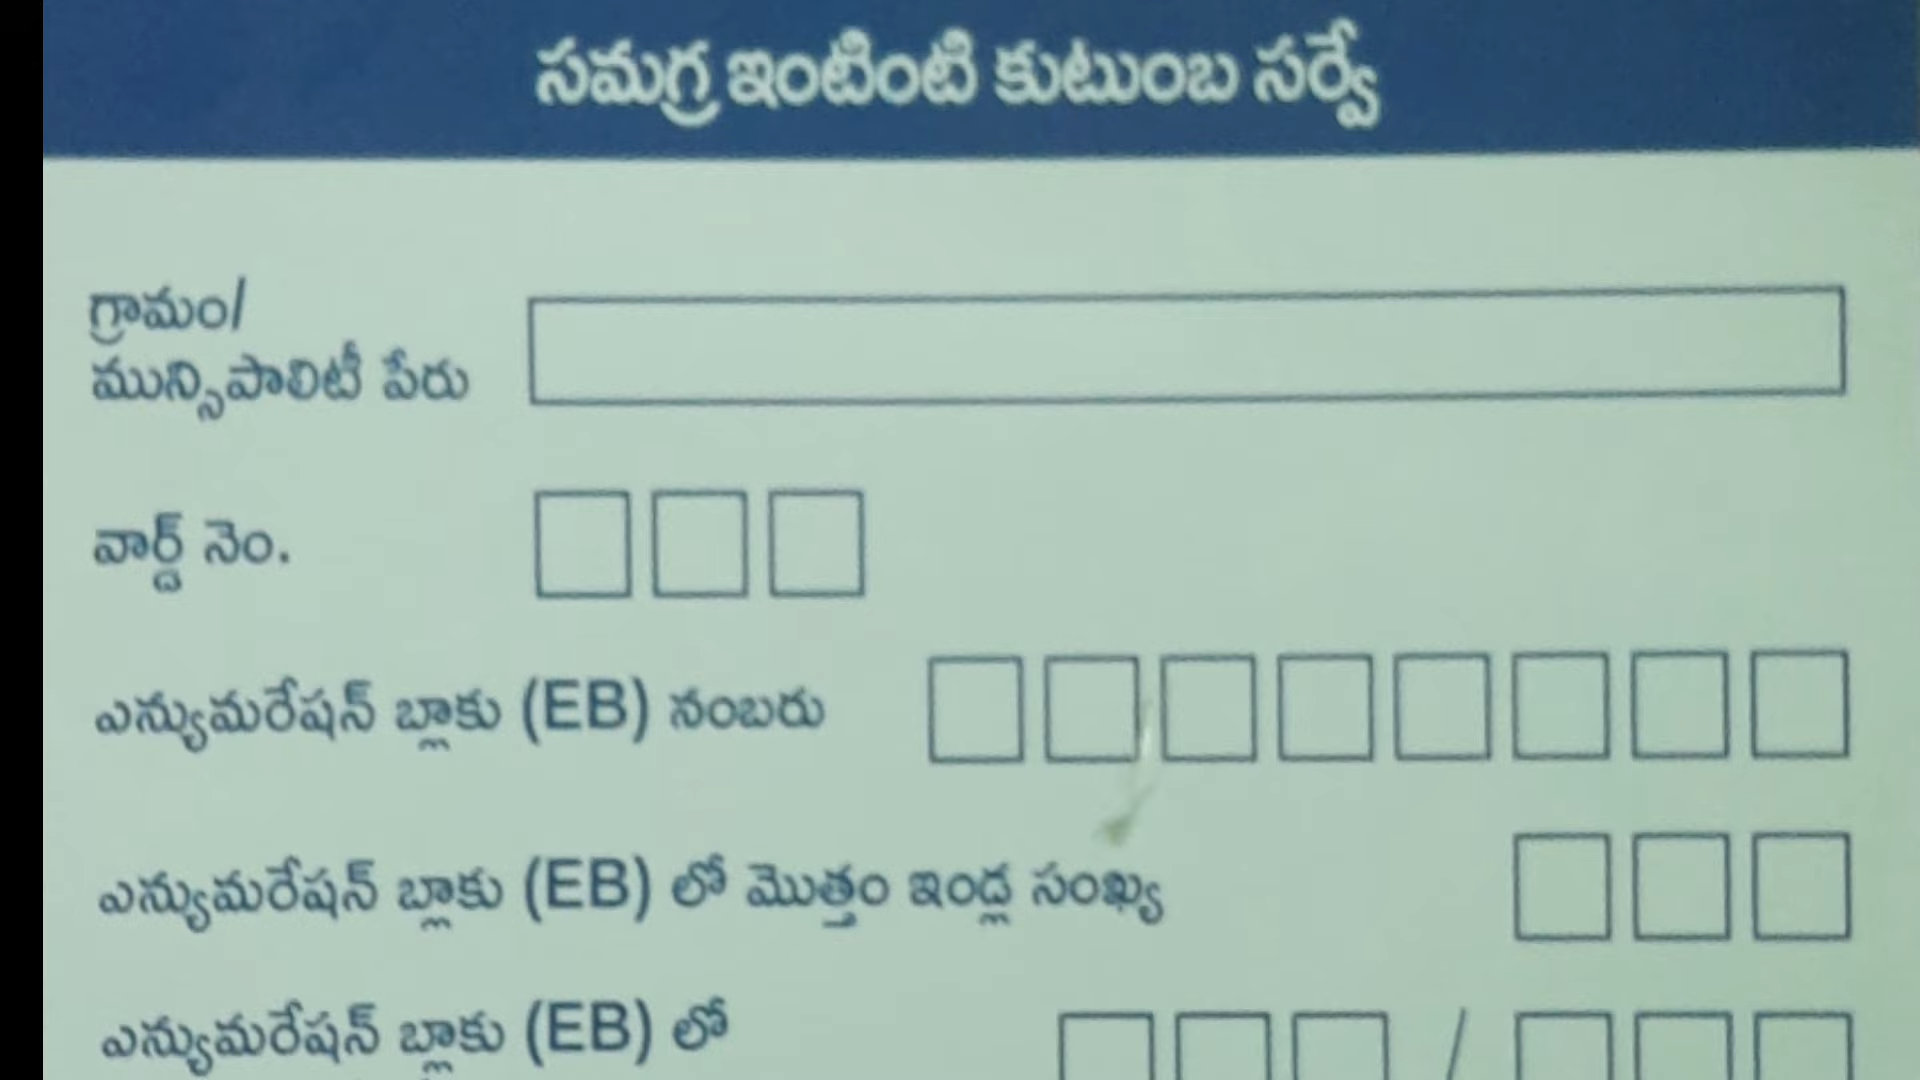 సమగ్ర ఇంటింటి కుటుంబ సర్వే
గ్రామం/
మున్సిపాలిటీ పేరు
వార్డ్ నెం.
ఎన్యుమరేషన్ బ్లాకు (EB) నంబరు
ఎన్యుమరేషన్ బ్లాకు (EB) లో మొత్తం ఇండ్ల సంఖ్య
ఎన్యుమరేషన్ బ్లాకు (EB) లో
/